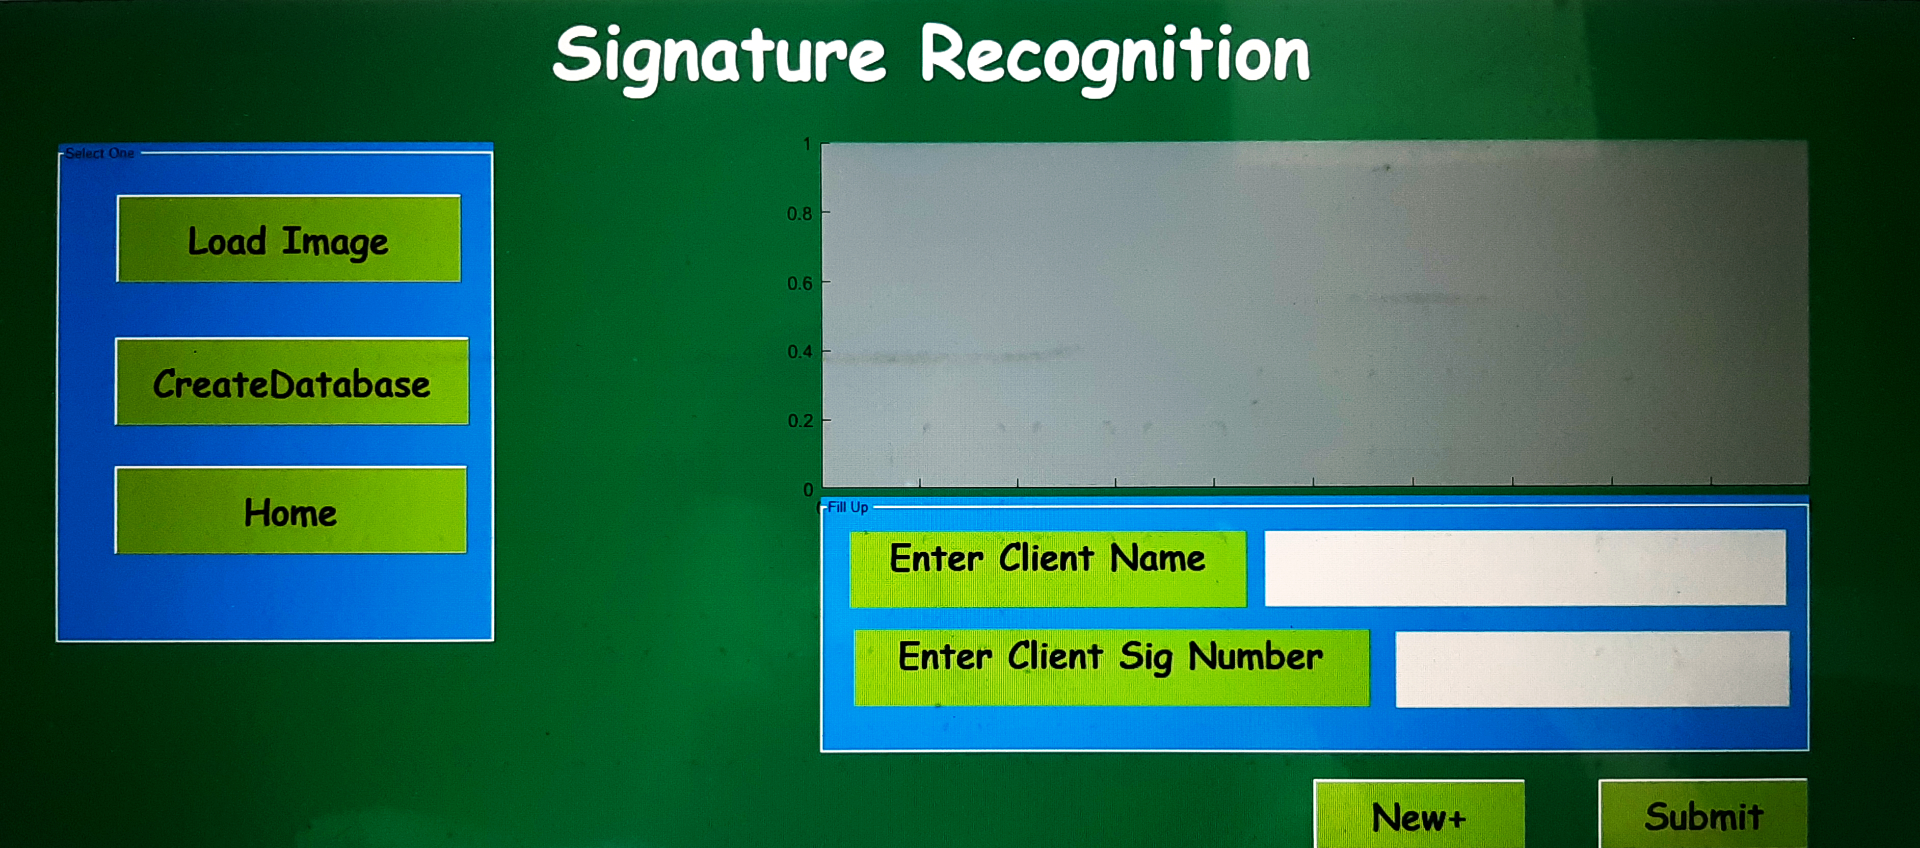 Signature Recognition
Select One
Load Image
CreateDatabase
Home
1
0.8
0.6
0.4
0.2
0
Fill Up
Enter Client Name
Enter Client Sig Number
New+
Submit